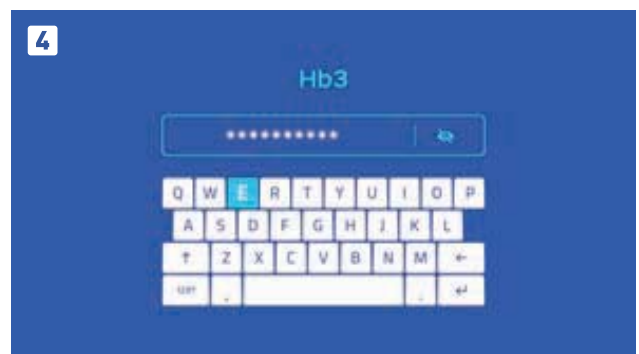 4
Hb3
**********
Q W E R T Y U I O P
A S D F G H J K L
↑ Z X C V B N M ←
, . ↵